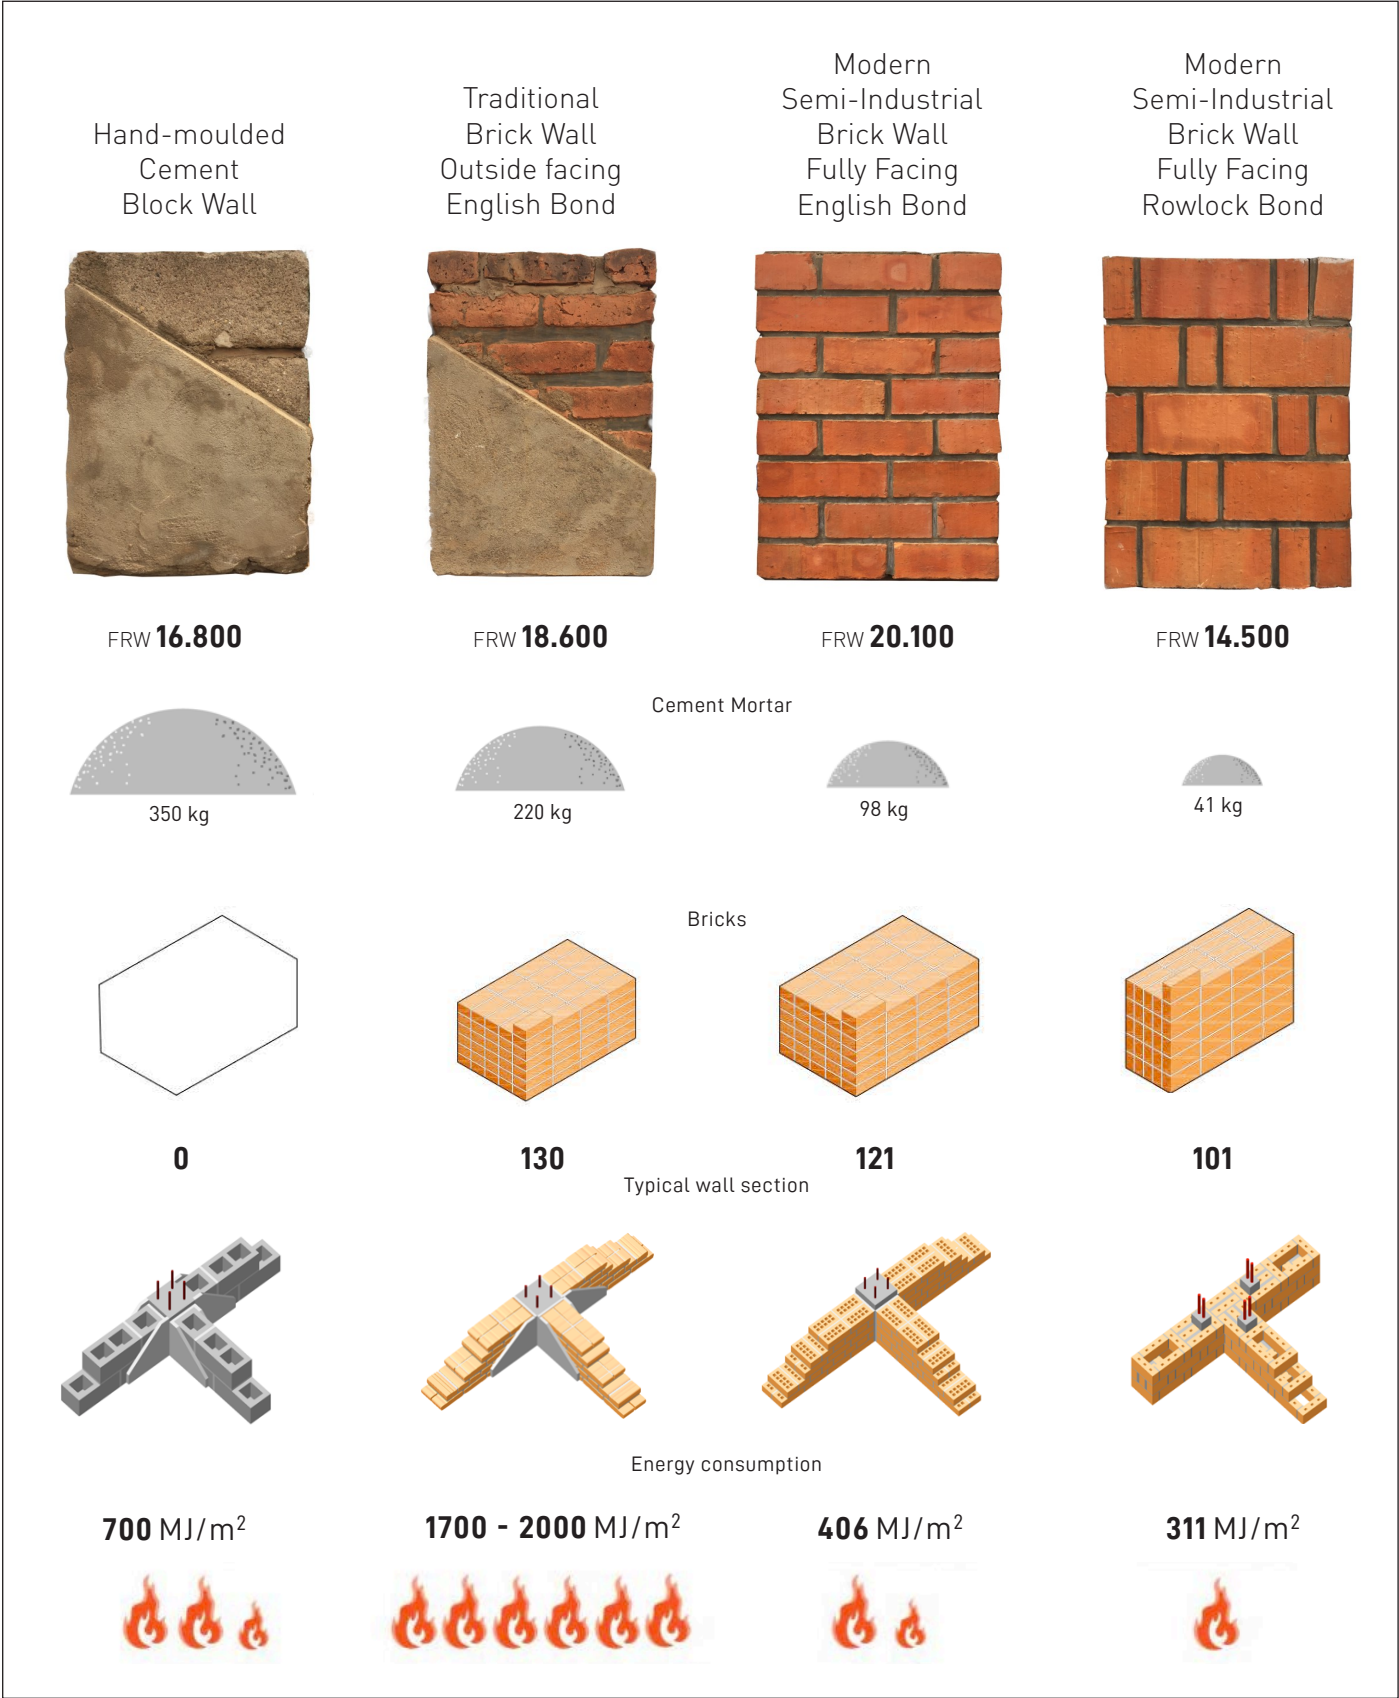 Hand-moulded
Cement
Block Wall
Traditional
Brick Wall
Outside facing
English Bond
Modern
Semi-Industrial
Brick Wall
Fully Facing
English Bond
Modern
Semi-Industrial
Brick Wall
Fully Facing
Rowlock Bond
FRW 16.800
FRW 18.600
FRW 20.100
FRW 14.500
Cement Mortar
350 kg
220 kg
98 kg
41 kg
Bricks
0
130
121
101
Typical wall section
Energy consumption
700 MJ/m²
1700 - 2000 MJ/m²
406 MJ/m²
311 MJ/m²